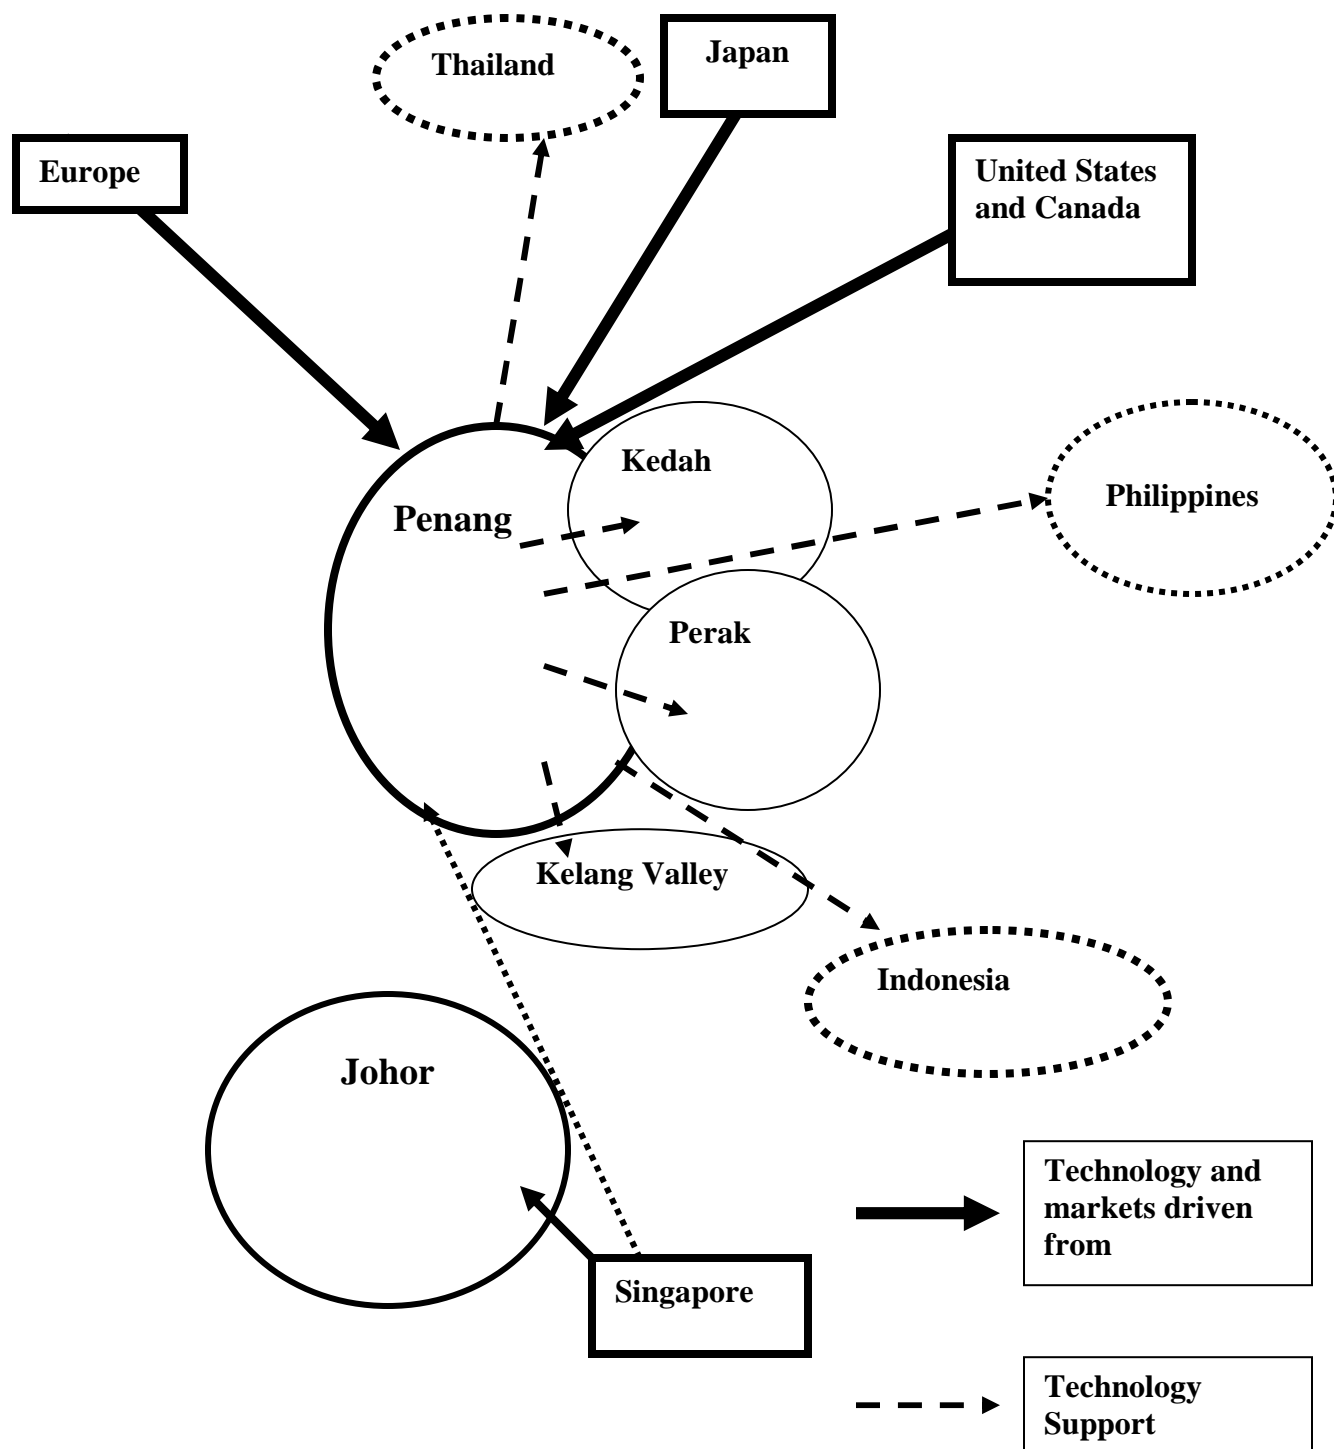 Thailand
Japan
Europe
United States
and Canada
Kedah
Penang
Philippines
Perak
Kelang Valley
Indonesia
Johor
Technology and
markets driven
from
Singapore
Technology
Support